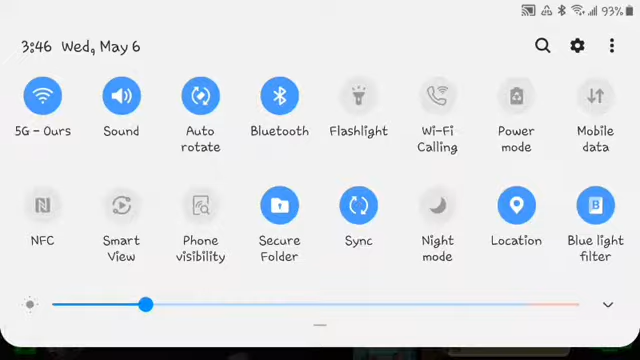 93%
3:46 Wed, May 6
5G - Ours
Sound
Auto
rotate
Bluetooth
Flashlight
Wi-Fi
Calling
Power
mode
Mobile
data
NFC
Smart
View
Phone
visibility
Secure
Folder
Sync
Night
mode
Location
Blue light
filter
B